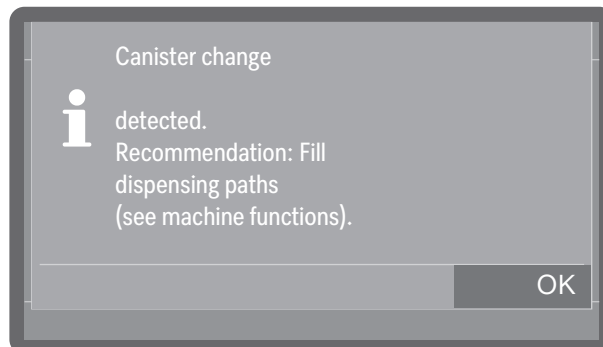 Canister change
detected.
Recommendation: Fill
dispensing paths
(see machine functions).
OK